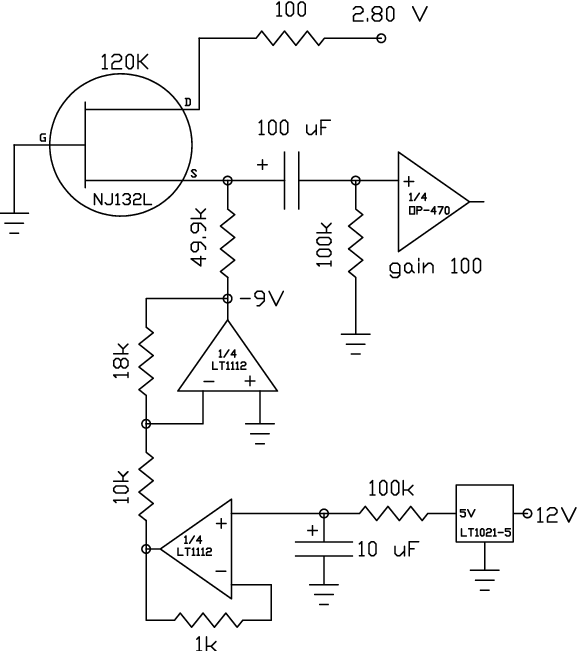 100
2.80 V
120K
D
G
100 uF
+
S
NJ132L
+
1/4
OP-470
49.9k
100k
gain 100
-9V
18k
1/4
LT1112
- +
10k
100k
5V
12V
+
1/4
LT1112
+
10 uF
LT1021-5
-
1k